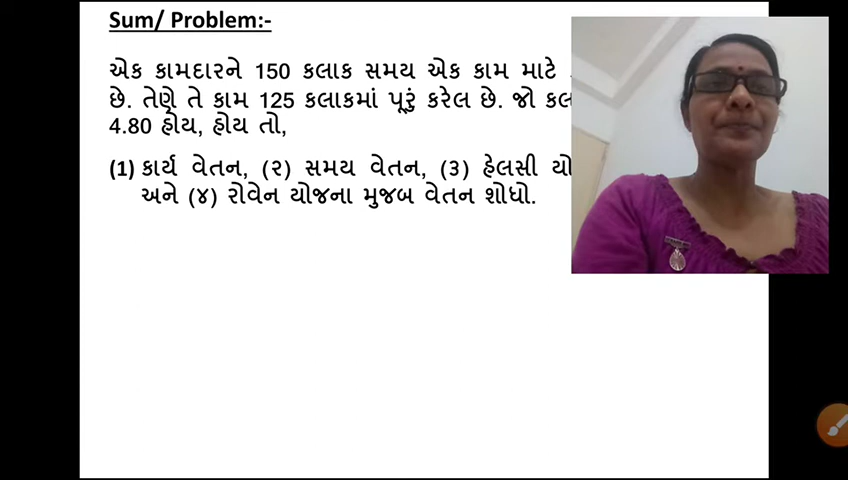 Sum/ Problem:-
એક કામદારને 150 કલાક સમય એક કામ માટે
છે. તેણે તે કામ 125 કલાકમાં પૂરું કરેલ છે. જો
4.80 હોય, હોય તો,
(1) કાર્ય વેતન, (૨) સમય વેતન, (૩) હેલસી
અને (૪) રોવેન યોજના મુજબ વેતન શોધો.